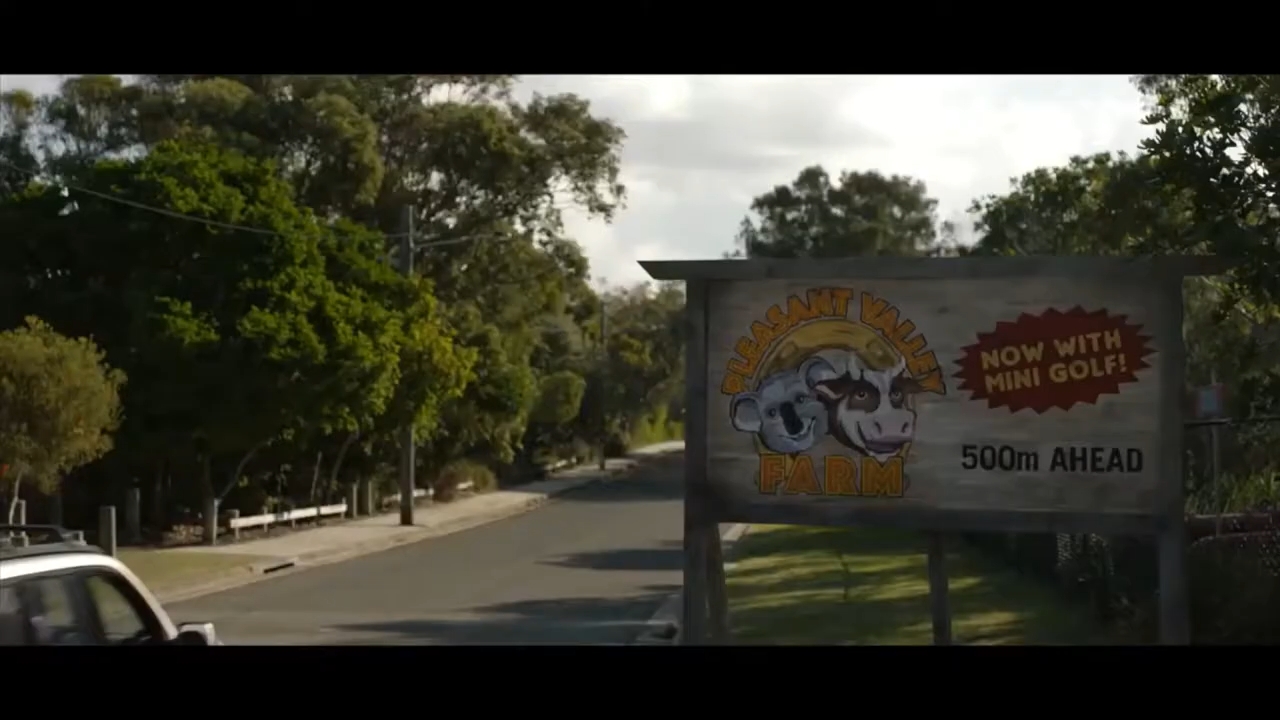 PLEASANT VALLEY
FARM
NOW WITH
MINI GOLF!
500m AHEAD